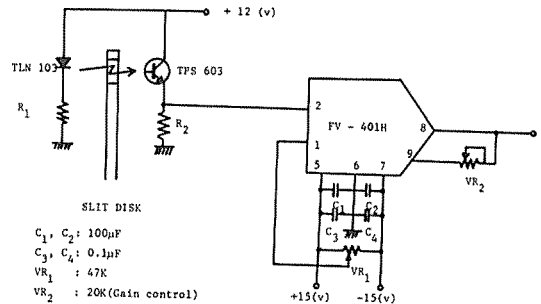 + 12 (v)
TLN 103
TPS 603
R1
R2
2
FV - 401H
8
1
9
5
6
7
VR2
C1
C2
C3
C4
VR1
+15(v)
-15(v)
SLIT DISK
C1, C2: 100µF
C3, C4: 0.1µF
VR1 : 47K
VR2 : 20K(Gain control)